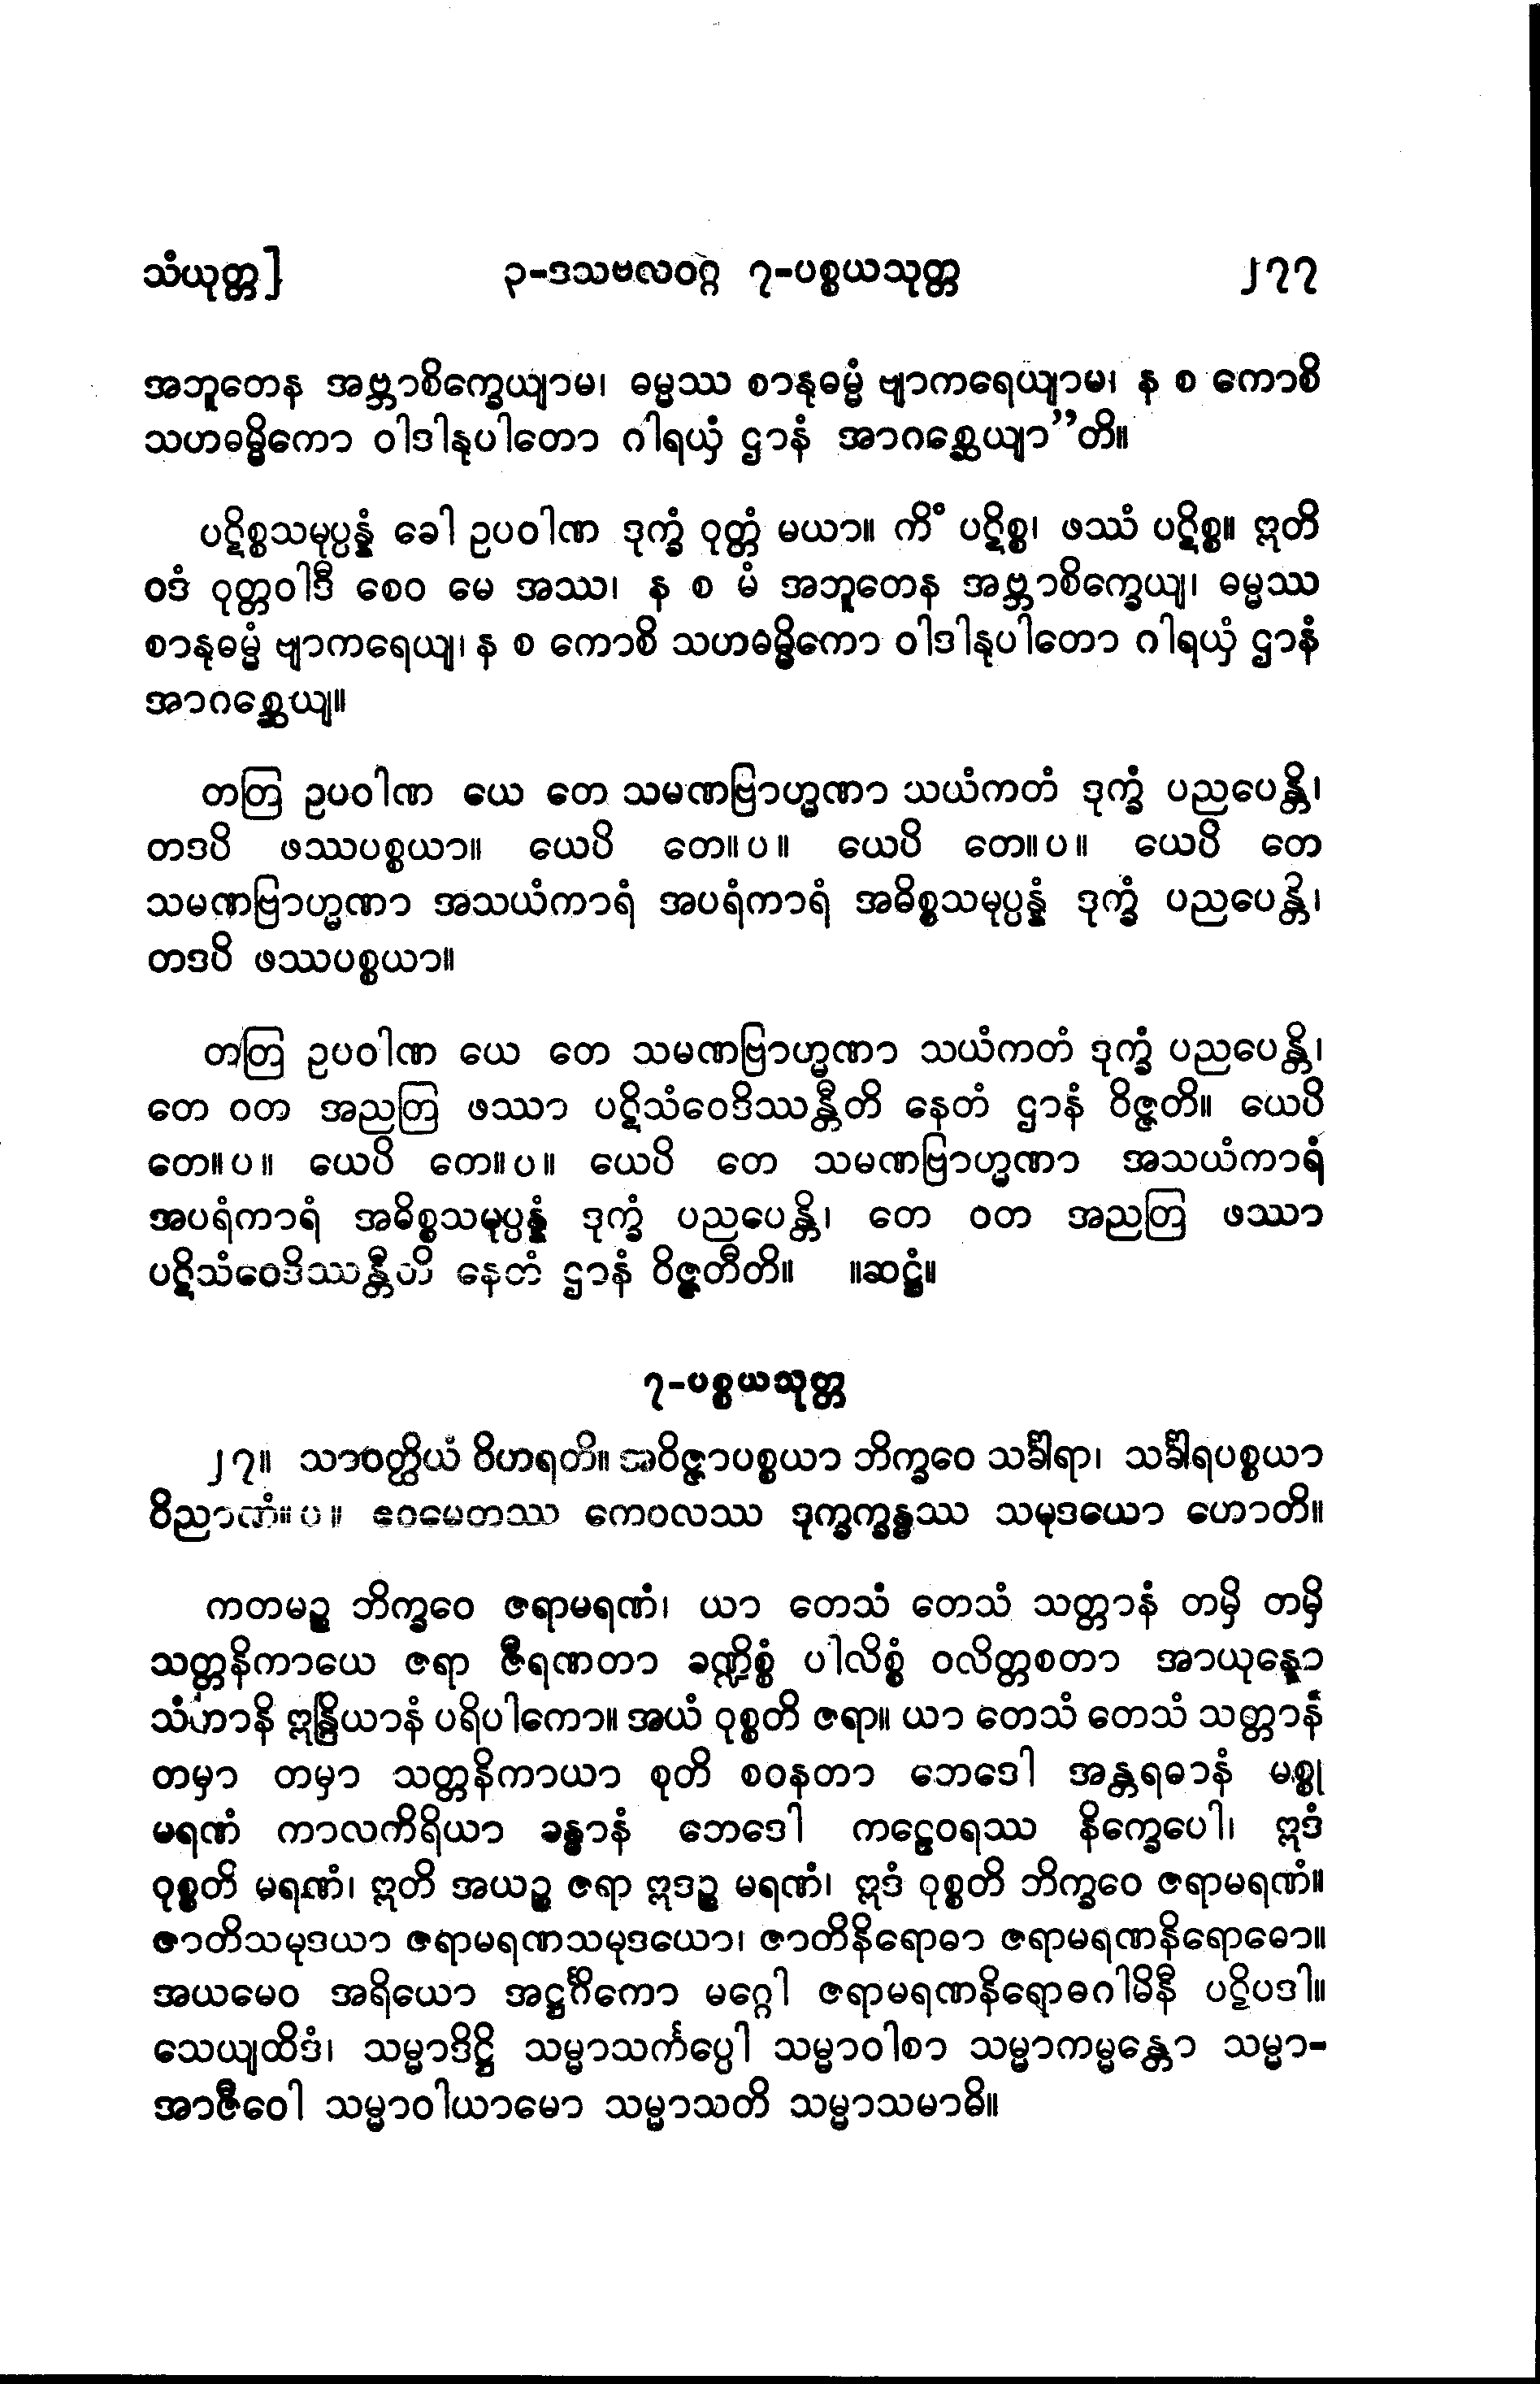 သံယုတ္တ] ၃-ဒသဗလဝဂ္ဂ ၇-ပစ္စယသုတ္တ ၂၇၇
အဘူတေန အဗ္ဘာစိက္ခေယျာမ၊ ဓမ္မဿ စာနုဓမ္မံ ဗျာကရေယျာမ၊ န စ ကောစိ
သဟဓမ္မိကော ဝါဒါနုပါတော ဂါရယှံ ဌာနံ အာဂစ္ဆေယျာ”တိ။
ပဋိစ္စသမုပ္ပန္နံ ခေါ ဥပဝါဏ ဒုက္ခံ ဝုတ္တံ မယာ။ ကိံ ပဋိစ္စ၊ ဖဿံ ပဋိစ္စ။ ဣတိ
ဝဒံ ဝုတ္တဝါဒီ စေဝ မေ အဿ၊ န စ မံ အဘူတေန အဗ္ဘာစိက္ခေယျ၊ ဓမ္မဿ
စာနုဓမ္မံ ဗျာကရေယျ၊ န စ ကောစိ သဟဓမ္မိကော ဝါဒါနုပါတော ဂါရယှံ ဌာနံ
အာဂစ္ဆေယျ။
တတြ ဥပဝါဏ ယေ တေ သမဏဗြာဟ္မဏာ သယံကတံ ဒုက္ခံ ပညပေန္တိ၊
တဒပိ ဖဿပစ္စယာ။ ယေပိ တေ။ပ။ ယေပိ တေ။ပ။ ယေပိ တေ
သမဏဗြာဟ္မဏာ အသယံကာရံ အပရံကာရံ အဓိစ္စသမုပ္ပန္နံ ဒုက္ခံ ပညပေန္တိ၊
တဒပိ ဖဿပစ္စယာ။
တတြ ဥပဝါဏ ယေ တေ သမဏဗြာဟ္မဏာ သယံကတံ ဒုက္ခံ ပညပေန္တိ၊
တေ ဝတ အညတြ ဖဿာ ပဋိသံဝေဒိဿန္တီတိ နေတံ ဌာနံ ဝိဇ္ဇတိ။ ယေပိ
တေ။ပ။ ယေပိ တေ။ပ။ ယေပိ တေ သမဏဗြာဟ္မဏာ အသယံကာရံ
အပရံကာရံ အဓိစ္စသမုပ္ပန္နံ ဒုက္ခံ ပညပေန္တိ၊ တေ ဝတ အညတြ ဖဿာ
ပဋိသံဝေဒိဿန္တီတိ နေတံ ဌာနံ ဝိဇ္ဇတီတိ။ ။ဆဋ္ဌံ။
၇-ပစ္စယသုတ္တ
၂၇။ သာဝတ္ထိယံ ဝိဟရတိ။ အဝိဇ္ဇာပစ္စယာ ဘိက္ခဝေ သင်္ခါရာ၊ သင်္ခါရပစ္စယာ
ဝိညာဏံ။ပ။ ဧဝမေတဿ ကေဝလဿ ဒုက္ခက္ခန္ဓဿ သမုဒယော ဟောတိ။
ကတမဉ္စ ဘိက္ခဝေ ဇရာမရဏံ၊ ယာ တေသံ တေသံ သတ္တာနံ တမှိ တမှိ
သတ္တနိကာယေ ဇရာ ဇီရဏတာ ခဏ္ဍိစ္စံ ပါလိစ္စံ ဝလိတ္တစတာ အာယုနော
သံဟာနိ ဣန္ဒြိယာနံ ပရိပါကော။ အယံ ဝုစ္စတိ ဇရာ။ ယာ တေသံ တေသံ သတ္တာနံ
တမှာ တမှာ သတ္တနိကာယာ စုတိ စဝနတာ ဘေဒေါ အန္တရဓာနံ မစ္စု
မရဏံ ကာလကိရိယာ ခန္ဓာနံ ဘေဒေါ ကဠေဝရဿ နိက္ခေပေါ၊ ဣဒံ
ဝုစ္စတိ မရဏံ၊ ဣတိ အယဉ္စ ဇရာ ဣဒဉ္စ မရဏံ၊ ဣဒံ ဝုစ္စတိ ဘိက္ခဝေ ဇရာမရဏံ။
ဇာတိသမုဒယာ ဇရာမရဏသမုဒယော၊ ဇာတိနိရောဓာ ဇရာမရဏနိရောဓော။
အယမေဝ အရိယော အဋ္ဌင်္ဂိကော မဂ္ဂေါ ဇရာမရဏနိရောဓဂါမိနီ ပဋိပဒါ။
သေယျထိဒံ၊ သမ္မာဒိဋ္ဌိ သမ္မာသင်္ကပ္ပေါ သမ္မာဝါစာ သမ္မာကမ္မန္တော သမ္မာ-
အာဇီဝေါ သမ္မာဝါယာမော သမ္မာသတိ သမ္မာသမာဓိ။